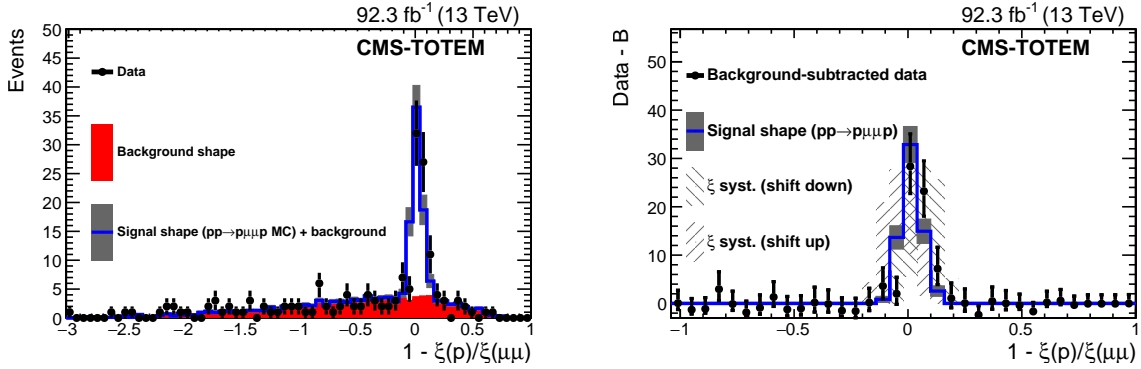 92.3 fb-1 (13 TeV)
CMS-TOTEM
Events
50
45
40
35
30
25
20
15
10
5
0
Data
Background shape
Signal shape (pp→pμμp MC) + background
−3 −2.5 −2 −1.5 −1 −0.5 0 0.5 1
1 - ξ(p)/ξ(μμ)
92.3 fb-1 (13 TeV)
CMS-TOTEM
Data - B
50
40
30
20
10
0
Background-subtracted data
Signal shape (pp→pμμp)
ξ syst. (shift down)
ξ syst. (shift up)
−1 −0.5 0 0.5 1
1 - ξ(p)/ξ(μμ)